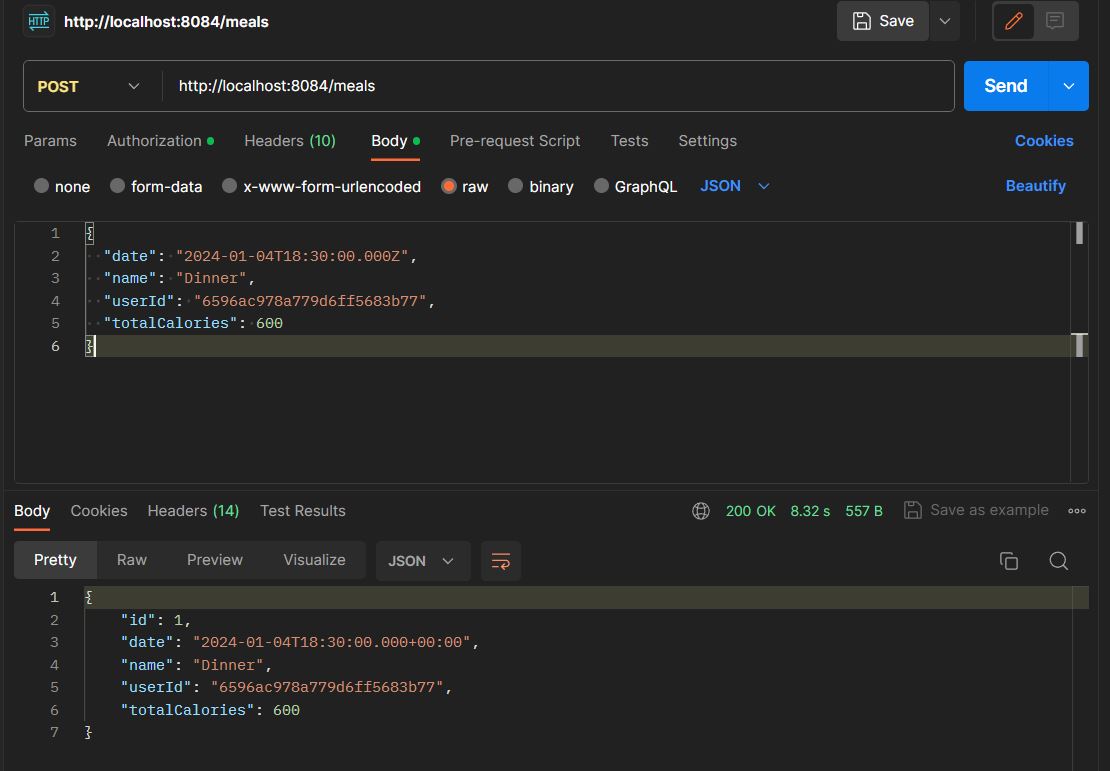 HTTP http://localhost:8084/meals Save
POST http://localhost:8084/meals Send
Params Authorization Headers (10) Body Pre-request Script Tests Settings Cookies
none form-data x-www-form-urlencoded raw binary GraphQL JSON Beautify
1 {
2 "date": "2024-01-04T18:30:00.000Z",
3 "name": "Dinner",
4 "userId": "6596ac978a779d6ff5683b77",
5 "totalCalories": 600
6 }
Body Cookies Headers (14) Test Results 200 OK 8.32 s 557 B Save as example
Pretty Raw Preview Visualize JSON
1 {
2 "id": 1,
3 "date": "2024-01-04T18:30:00.000+00:00",
4 "name": "Dinner",
5 "userId": "6596ac978a779d6ff5683b77",
6 "totalCalories": 600
7 }